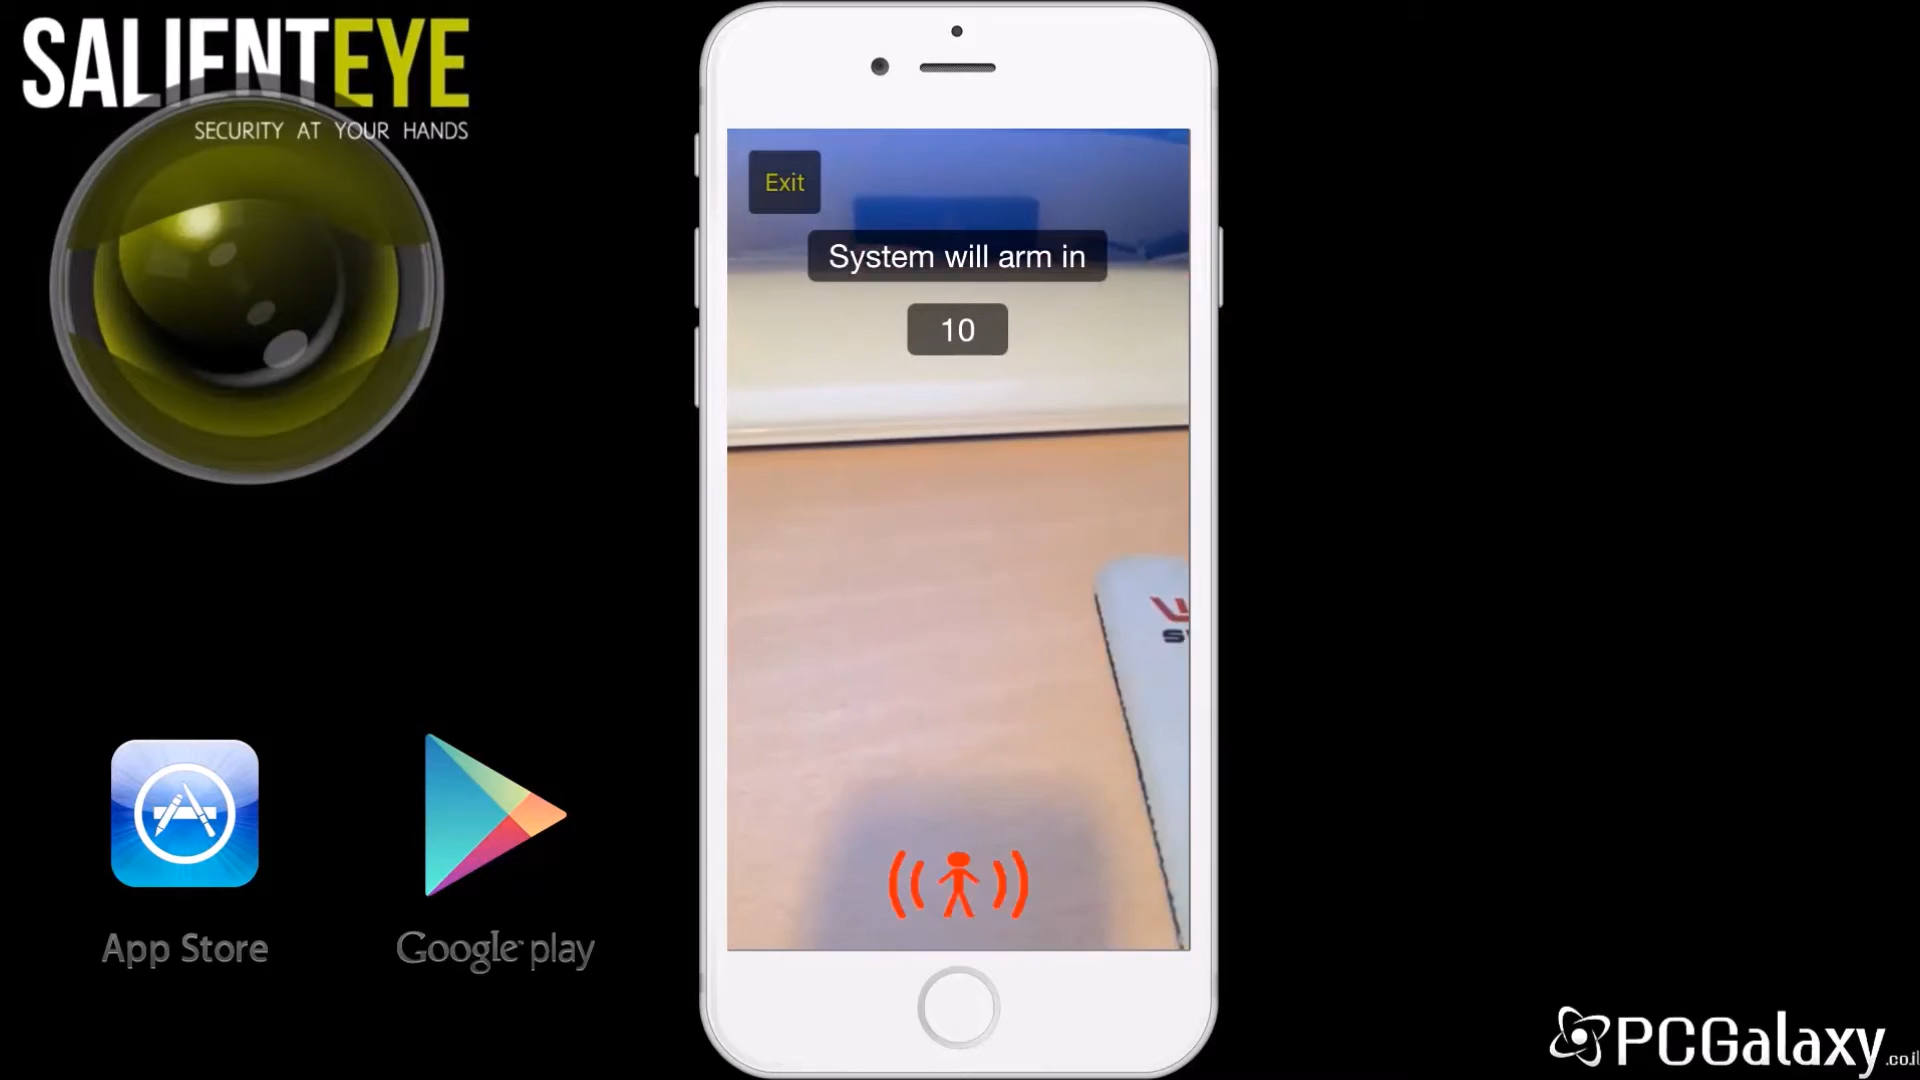 SALIENTEYE
SECURITY AT YOUR HANDS
Exit
System will arm in
10
App Store
Google play
PCGalaxy.co.il